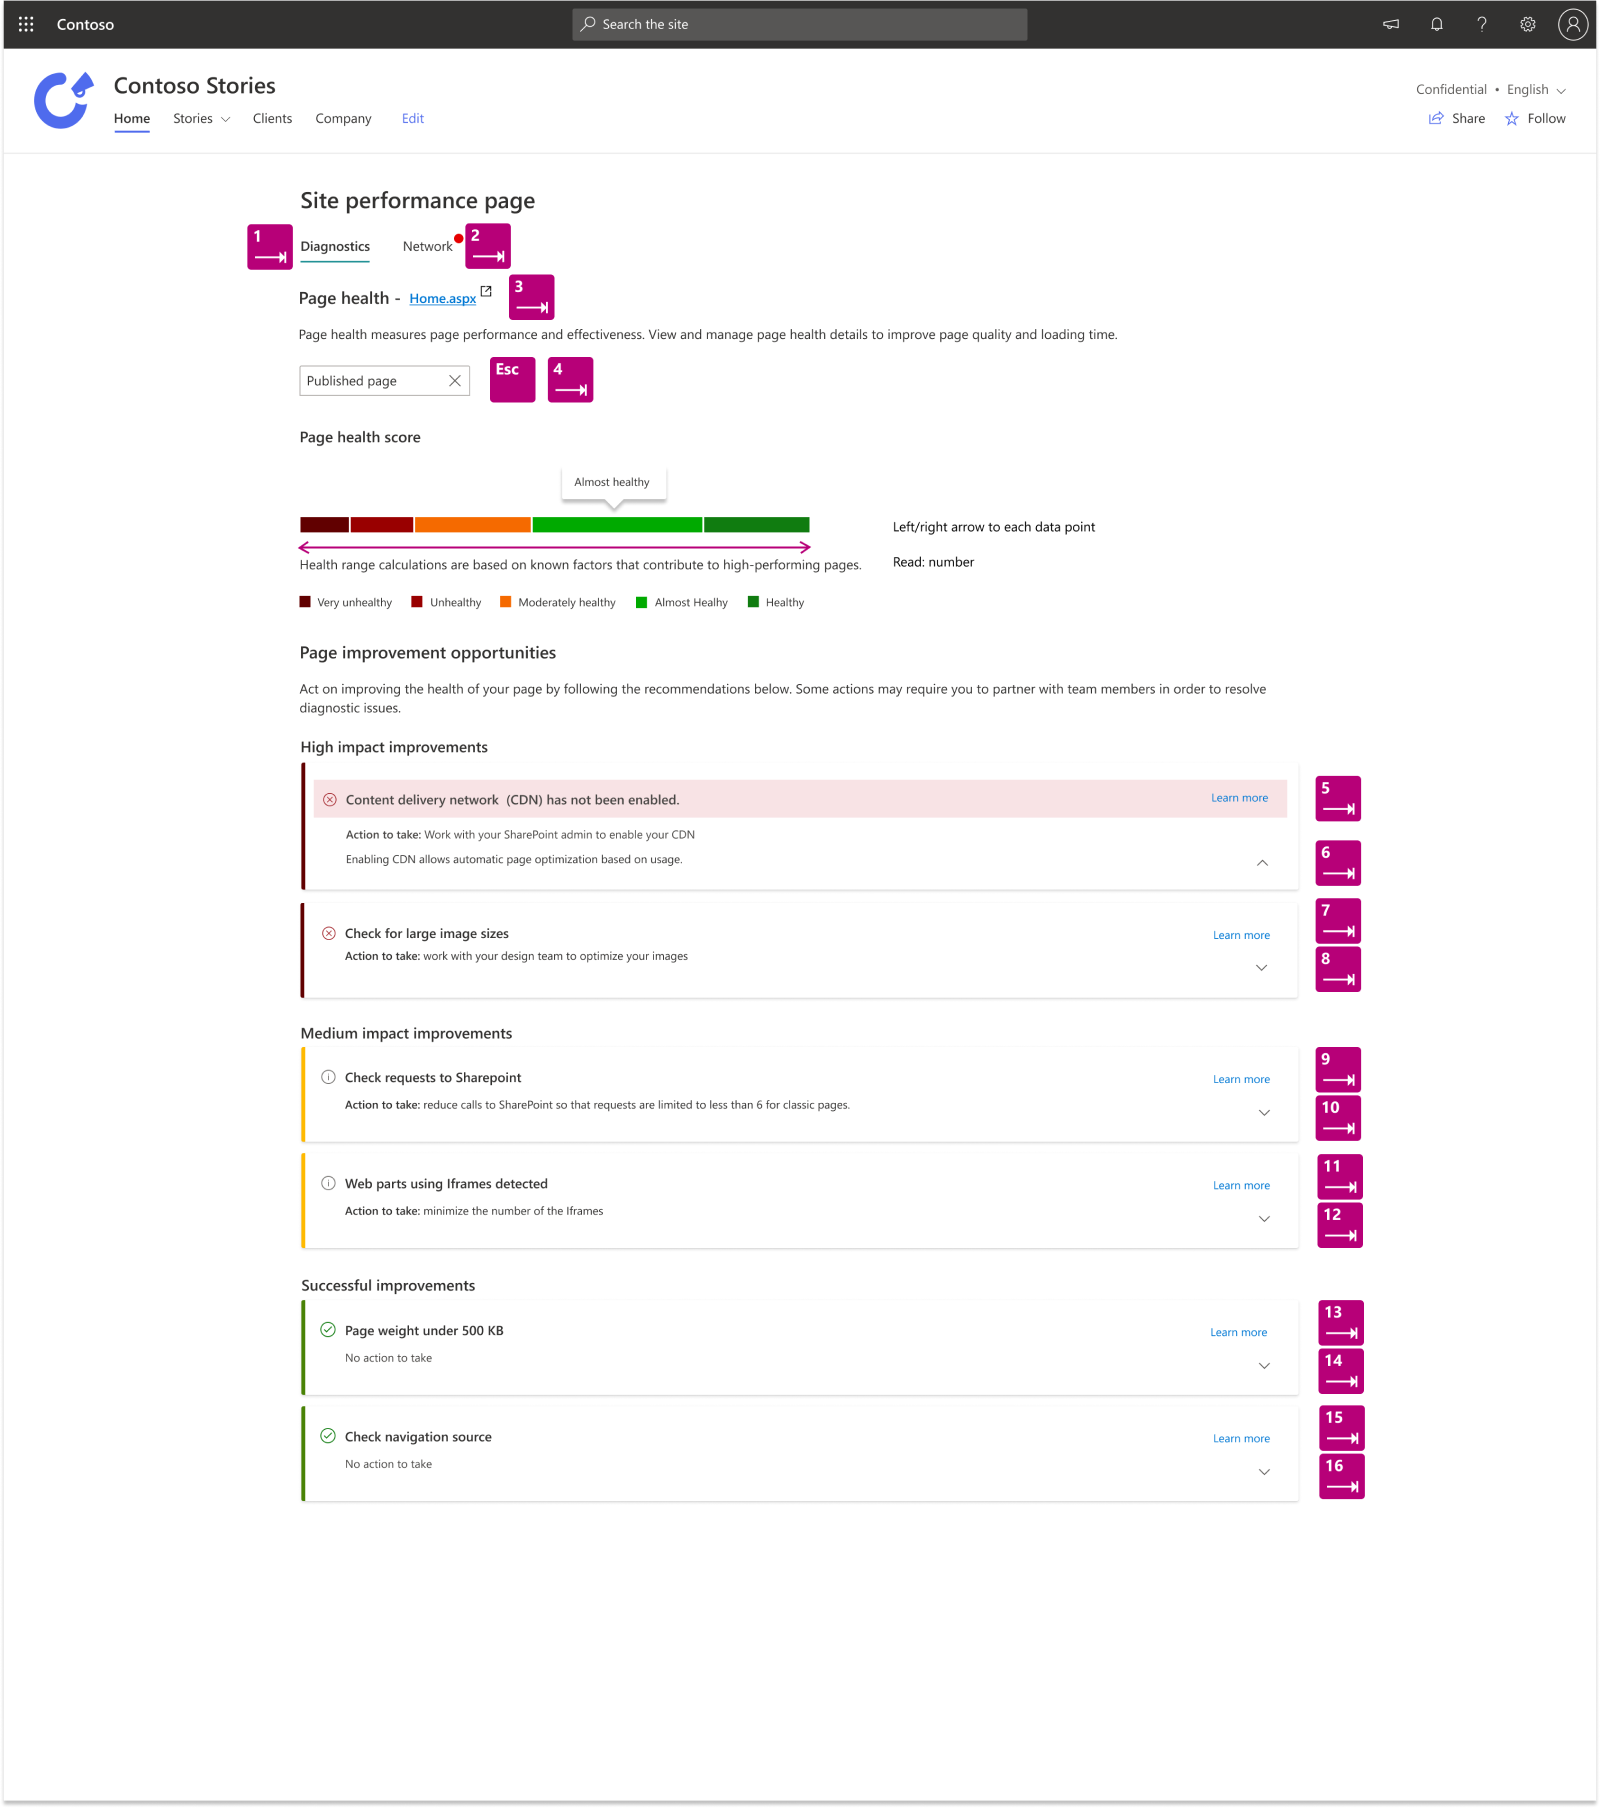 Contoso
Search the site
Contoso Stories
Confidential • English
Home Stories Clients Company Edit
Share Follow
Site performance page
1
Diagnostics Network
2
Page health - Home.aspx
3
Page health measures page performance and effectiveness. View and manage page health details to improve page quality and loading time.
Published page
Esc
4
Page health score
Almost healthy
Left/right arrow to each data point
Read: number
Health range calculations are based on known factors that contribute to high-performing pages.
Very unhealthy Unhealthy Moderately healthy Almost Healhy Healthy
Page improvement opportunities
Act on improving the health of your page by following the recommendations below. Some actions may require you to partner with team members in order to resolve
diagnostic issues.
High impact improvements
Content delivery network (CDN) has not been enabled.
Learn more
5
Action to take: Work with your SharePoint admin to enable your CDN
Enabling CDN allows automatic page optimization based on usage.
6
Check for large image sizes
Learn more
7
Action to take: work with your design team to optimize your images
8
Medium impact improvements
Check requests to Sharepoint
Learn more
9
Action to take: reduce calls to SharePoint so that requests are limited to less than 6 for classic pages.
10
Web parts using Iframes detected
Learn more
11
Action to take: minimize the number of the Iframes
12
Successful improvements
Page weight under 500 KB
Learn more
13
No action to take
14
Check navigation source
Learn more
15
No action to take
16